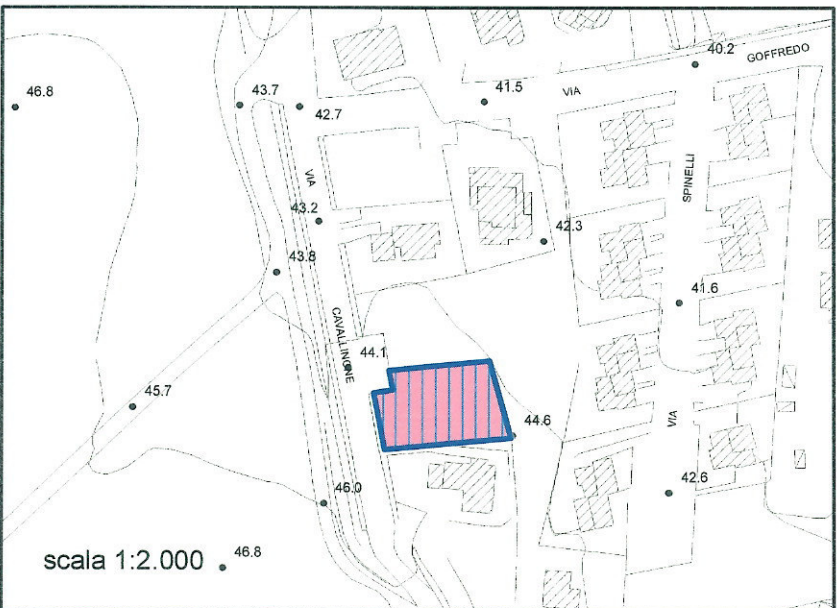 40.2
GOFFREDO
46.8
43.7
42.7
41.5
VIA
VIA
SPINELLI
43.2
42.3
43.8
41.6
CAVALLINONE
44.1
45.7
44.6
VIA
42.6
46.0
scala 1:2.000
46.8